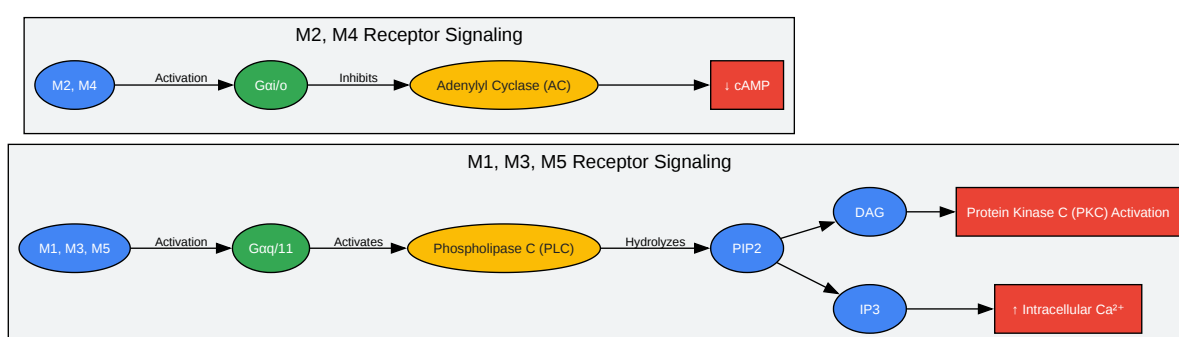 M2, M4 Receptor Signaling
M2, M4
Activation
Gαi/o
Inhibits
Adenylyl Cyclase (AC)
↓ cAMP
M1, M3, M5 Receptor Signaling
M1, M3, M5
Activation
Gαq/11
Activates
Phospholipase C (PLC)
Hydrolyzes
PIP2
DAG
Protein Kinase C (PKC) Activation
IP3
↑ Intracellular Ca²⁺